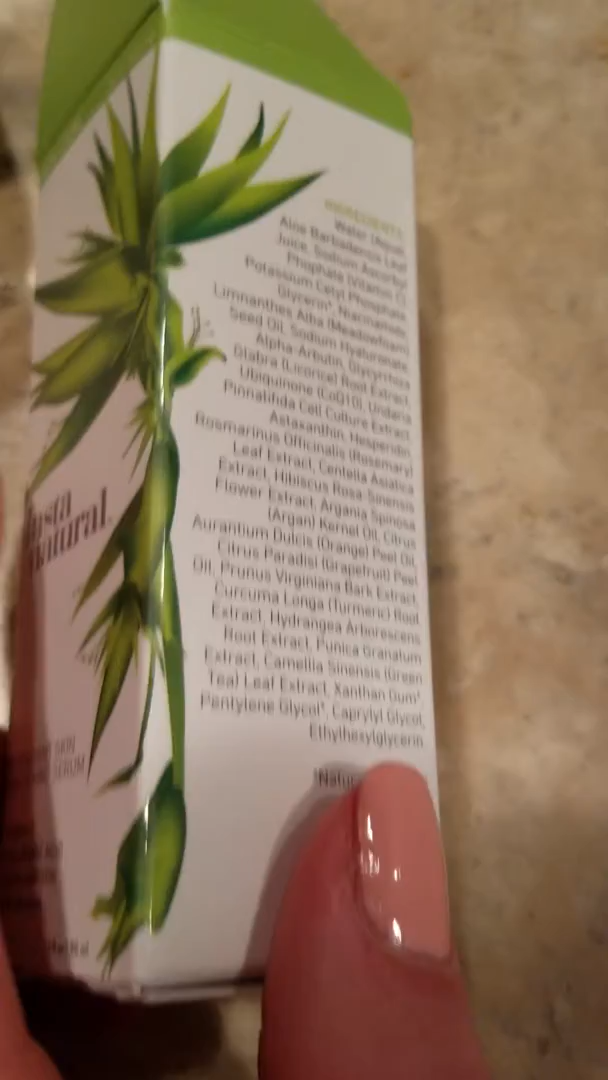 INGREDIENTS:
Water (Aqua),
Aloe Barbadensis Leaf
Juice, Sodium Ascorbyl
Phophate (Vitamin C),
Potassium Cetyl Phosphate,
Glycerin*, Niacinamide,
Limnanthes Alba (Meadowfoam)
Seed Oil, Sodium Hyaluronate,
Alpha-Arbutin, Glycyrrhiza
Glabra (Licorice) Root Extract,
Ubiquinone (CoQ10), Undaria
Pinnatifida Cell Culture Extract,
Astaxanthin, Hesperidin,
Rosmarinus Officinalis (Rosemary)
Leaf Extract, Centella Asiatica
Extract, Hibiscus Rosa-Sinensis
Flower Extract, Argania Spinosa
(Argan) Kernel Oil, Citrus
Aurantium Dulcis (Orange) Peel Oil,
Citrus Paradisi (Grapefruit) Peel
Oil, Prunus Virginiana Bark Extract,
Curcuma Longa (Turmeric) Root
Extract, Hydrangea Arborescens
Root Extract, Punica Granatum
Extract, Camellia Sinensis (Green
Tea) Leaf Extract, Xanthan Gum*,
Pentylene Glycol*, Caprylyl Glycol,
Ethylhexylglycerin
Insta
Natural.
SKIN
SERUM